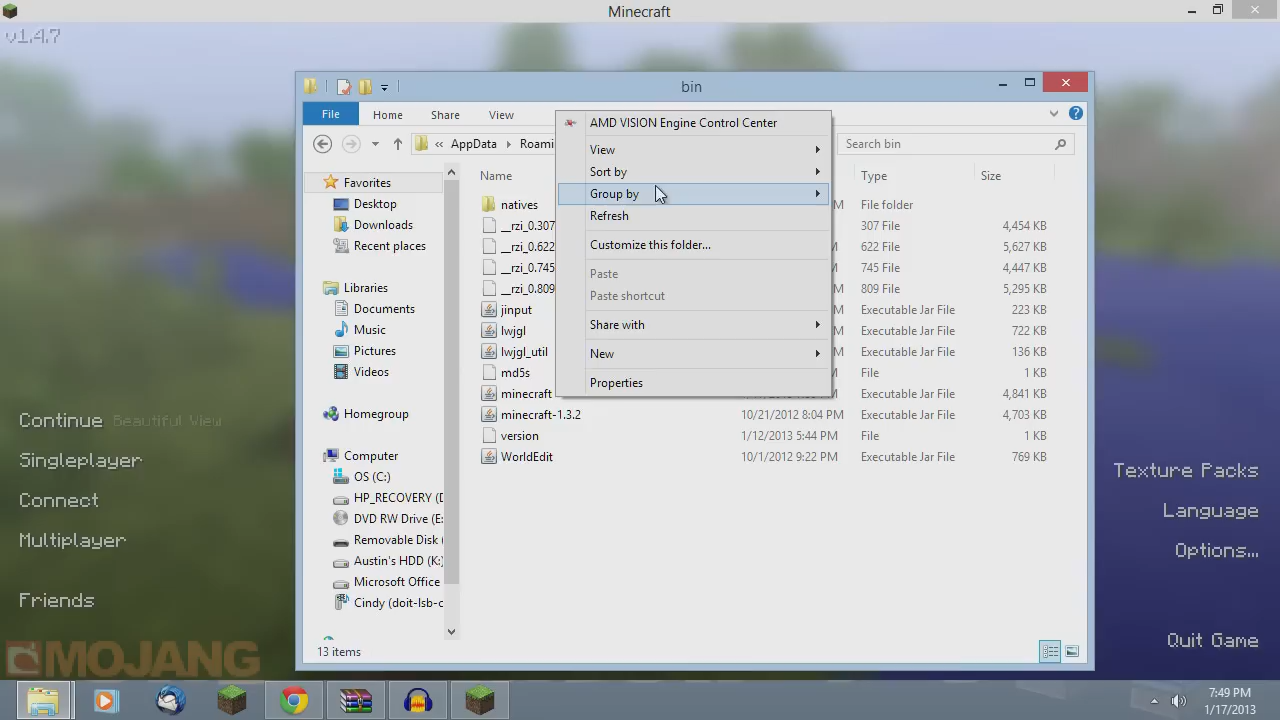 Minecraft
v1.4.7
bin
File Home Share View
« AppData Roami
Search bin
AMD VISION Engine Control Center
View
Sort by
Group by
Refresh
Customize this folder...
Paste
Paste shortcut
Share with
New
Properties
Favorites
Desktop
Downloads
Recent places
Libraries
Documents
Music
Pictures
Videos
Homegroup
Computer
OS (C:)
HP_RECOVERY (D
DVD RW Drive (E:
Removable Disk (
Austin's HDD (K:)
Microsoft Office
Cindy (doit-lsb-c
Name Type Size
natives M File folder
__rzi_0.307 M 307 File 4,454 KB
__rzi_0.622 M 622 File 5,627 KB
__rzi_0.745 M 745 File 4,447 KB
__rzi_0.809 M 809 File 5,295 KB
jinput M Executable Jar File 223 KB
lwjgl M Executable Jar File 722 KB
lwjgl_util M Executable Jar File 136 KB
md5s M File 1 KB
minecraft Executable Jar File 4,841 KB
minecraft-1.3.2 10/21/2012 8:04 PM Executable Jar File 4,703 KB
version 1/12/2013 5:44 PM File 1 KB
WorldEdit 10/1/2012 9:22 PM Executable Jar File 769 KB
13 items
Continue Beautiful View
Singleplayer
Connect
Multiplayer
Friends
MOJANG
Texture Packs
Language
Options...
Quit Game
7:49 PM
1/17/2013